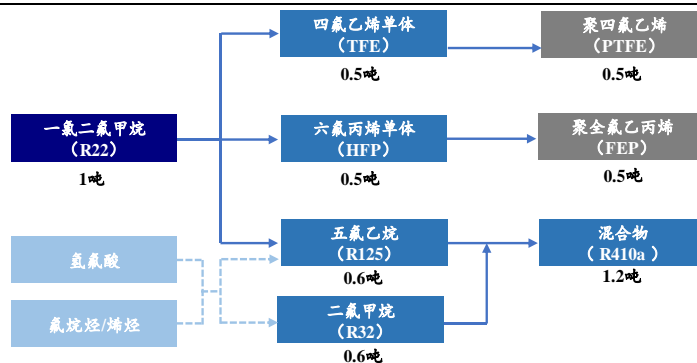 四氟乙烯单体
（TFE）
0.5吨
聚四氟乙烯
（PTFE）
0.5吨
一氯二氟甲烷
（R22）
1吨
六氟丙烯单体
（HFP）
0.5吨
聚全氟乙丙烯
（FEP）
0.5吨
氢氟酸
五氟乙烷
（R125）
0.6吨
混合物
（R410a）
1.2吨
氯烷烃/烯烃
二氟甲烷
（R32）
0.6吨